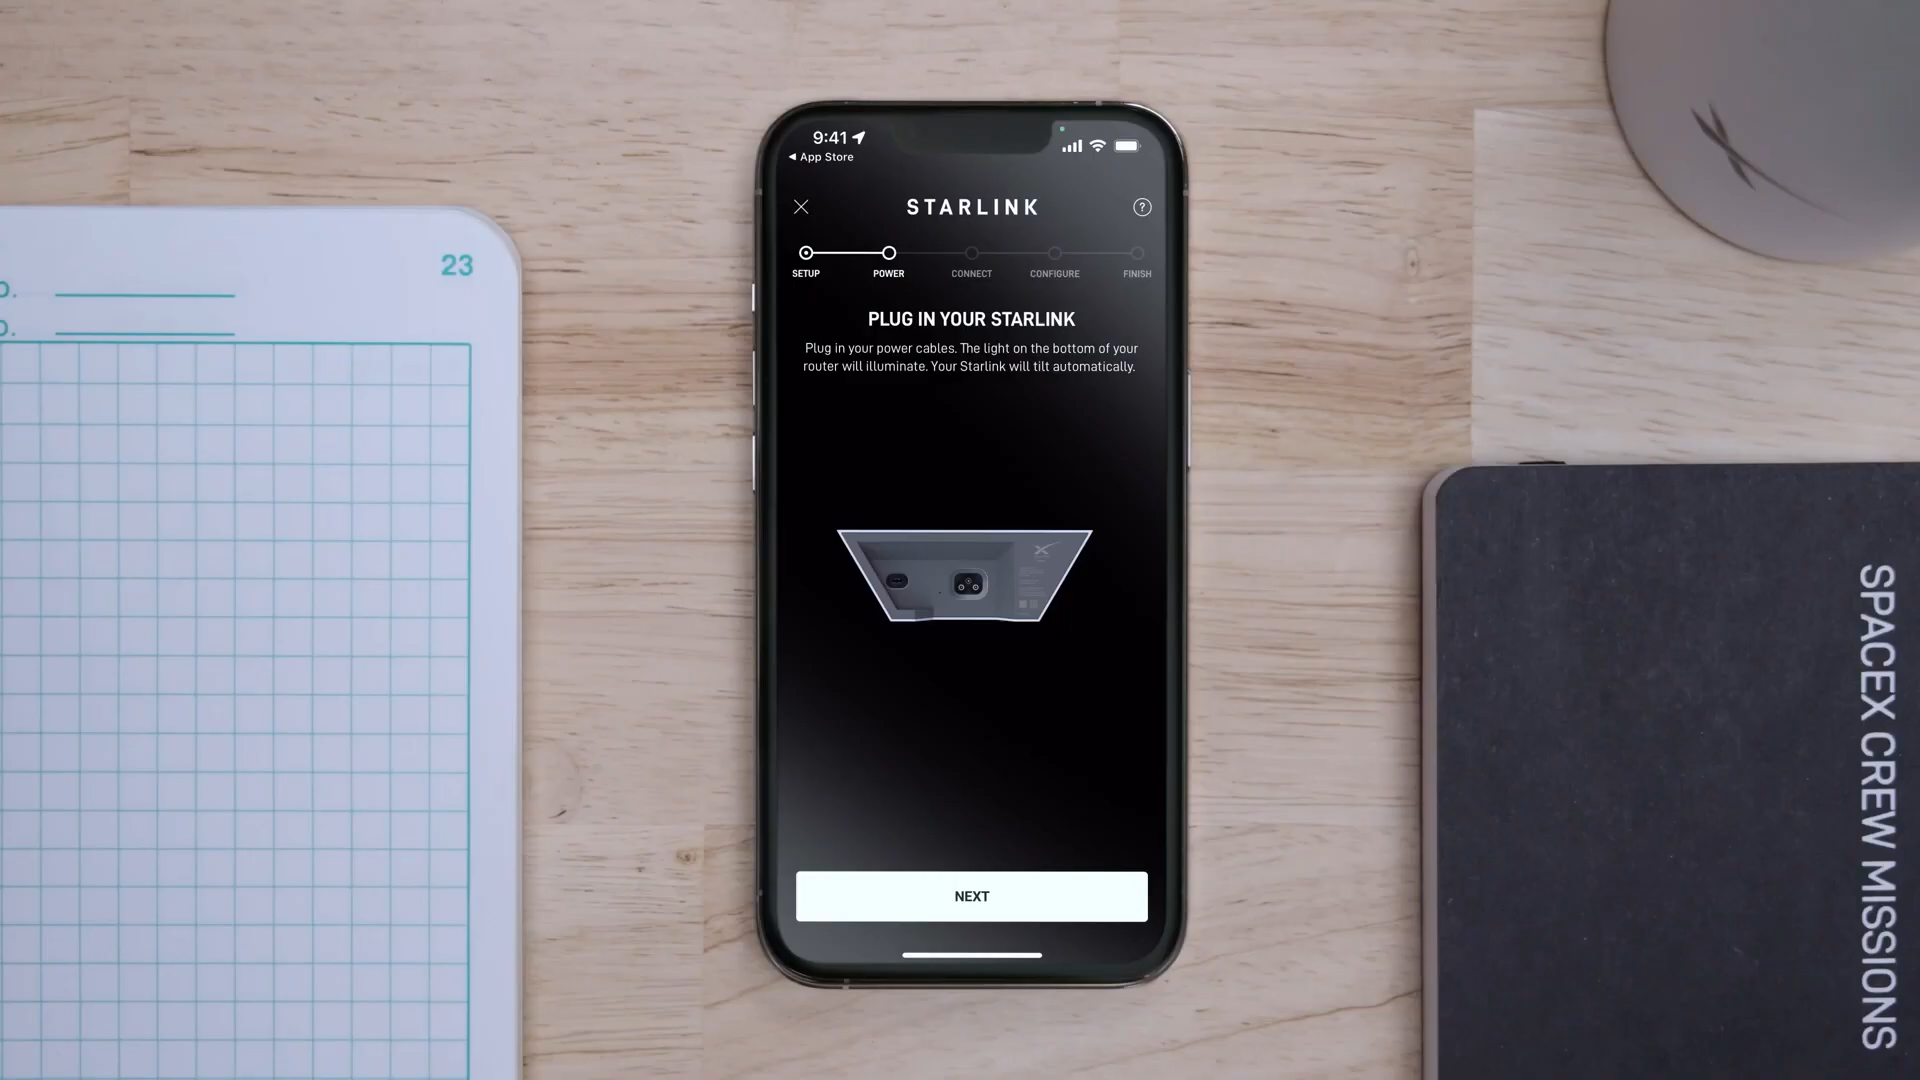 9:41
App Store
STARLINK
?
SETUP
POWER
CONNECT
CONFIGURE
FINISH
PLUG IN YOUR STARLINK
Plug in your power cables. The light on the bottom of your
router will illuminate. Your Starlink will tilt automatically.
NEXT
23
SPACEX CREW MISSIONS